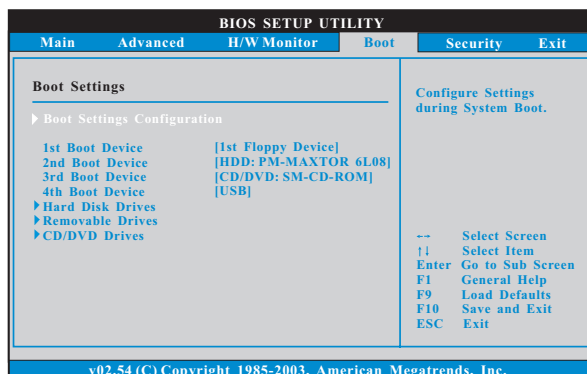 BIOS SETUP UTILITY
Main Advanced H/W Monitor Boot Security Exit
Boot Settings
Boot Settings Configuration
1st Boot Device [1st Floppy Device]
2nd Boot Device [HDD: PM-MAXTOR 6L08]
3rd Boot Device [CD/DVD: SM-CD-ROM]
4th Boot Device [USB]
Hard Disk Drives
Removable Drives
CD/DVD Drives
Configure Settings
during System Boot.
←→ Select Screen
↑↓ Select Item
Enter Go to Sub Screen
F1 General Help
F9 Load Defaults
F10 Save and Exit
ESC Exit
v02.54 (C) Copyright 1985-2003, American Megatrends, Inc.